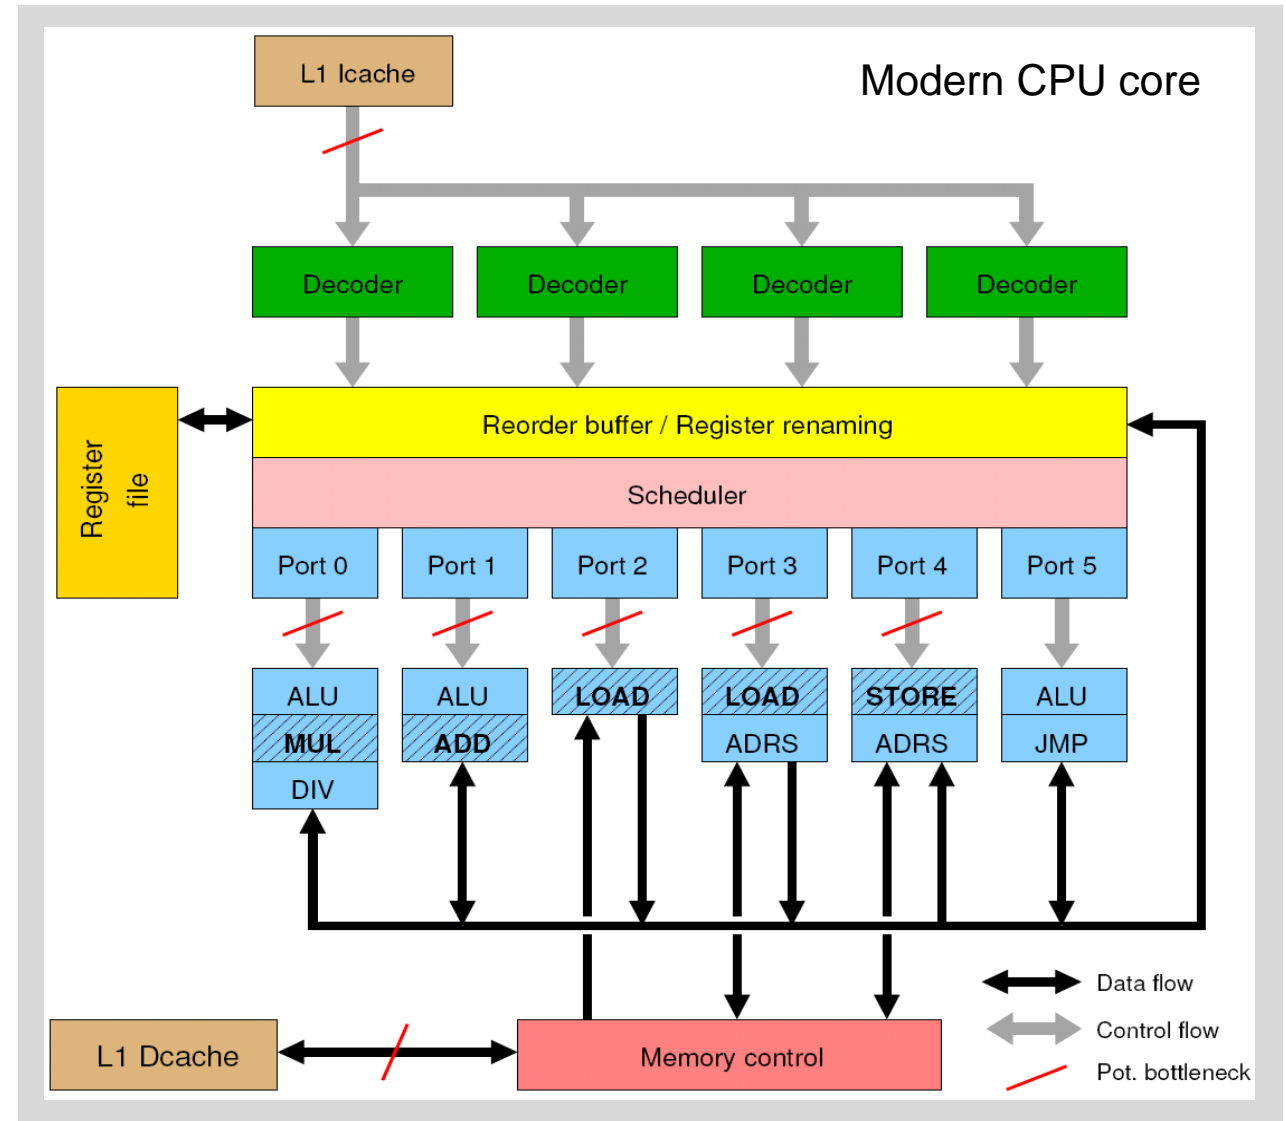 L1 Icache
Modern CPU core
Decoder
Decoder
Decoder
Decoder
Register
file
Reorder buffer / Register renaming
Scheduler
Port 0
Port 1
Port 2
Port 3
Port 4
Port 5
ALU
MUL
DIV
ALU
ADD
LOAD
LOAD
ADRS
STORE
ADRS
ALU
JMP
L1 Dcache
Memory control
Data flow
Control flow
Pot. bottleneck